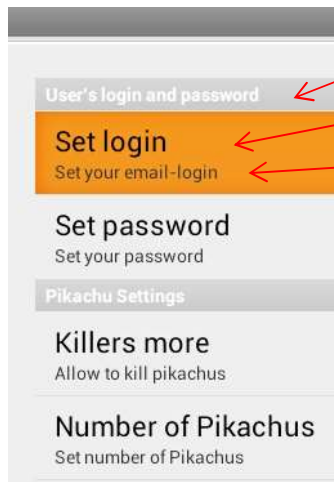 User's login and password
Set login
Set your email-login
Set password
Set your password
Pikachu Settings
Killers more
Allow to kill pikachus
Number of Pikachus
Set number of Pikachus